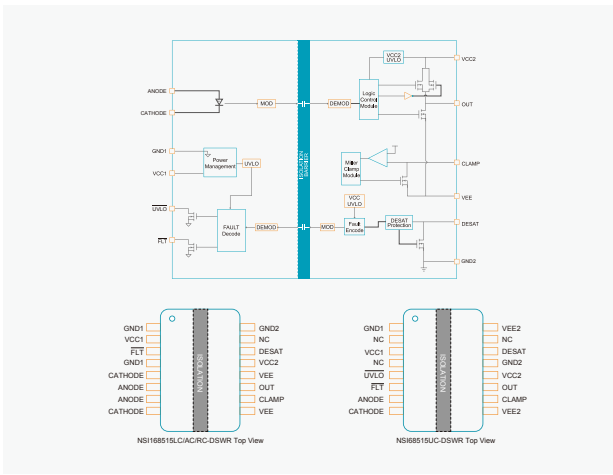 VCC2
UVLO
VCC2
ANODE
MOD
DEMOD
Logic
Control
Module
OUT
CATHODE
ISOLATION
BARRIER
GND1
Power
Management
UVLO
Miller
Clamp
Module
CLAMP
VCC1
VEE
VCC
UVLO
UVLO
FAULT
Decode
DEMOD
MOD
Fault
Encode
DESAT
Protection
DESAT
FLT
GND2
GND1
VCC1
FLT
GND1
CATHODE
ANODE
ANODE
CATHODE
ISOLATION
GND2
NC
DESAT
VCC2
VEE
OUT
CLAMP
VEE
NSI168515LC/AC/RC-DSWR Top View
GND1
NC
VCC1
NC
UVLO
FLT
ANODE
CATHODE
ISOLATION
VEE2
NC
DESAT
GND2
VCC2
OUT
CLAMP
VEE2
NSI68515UC-DSWR Top View